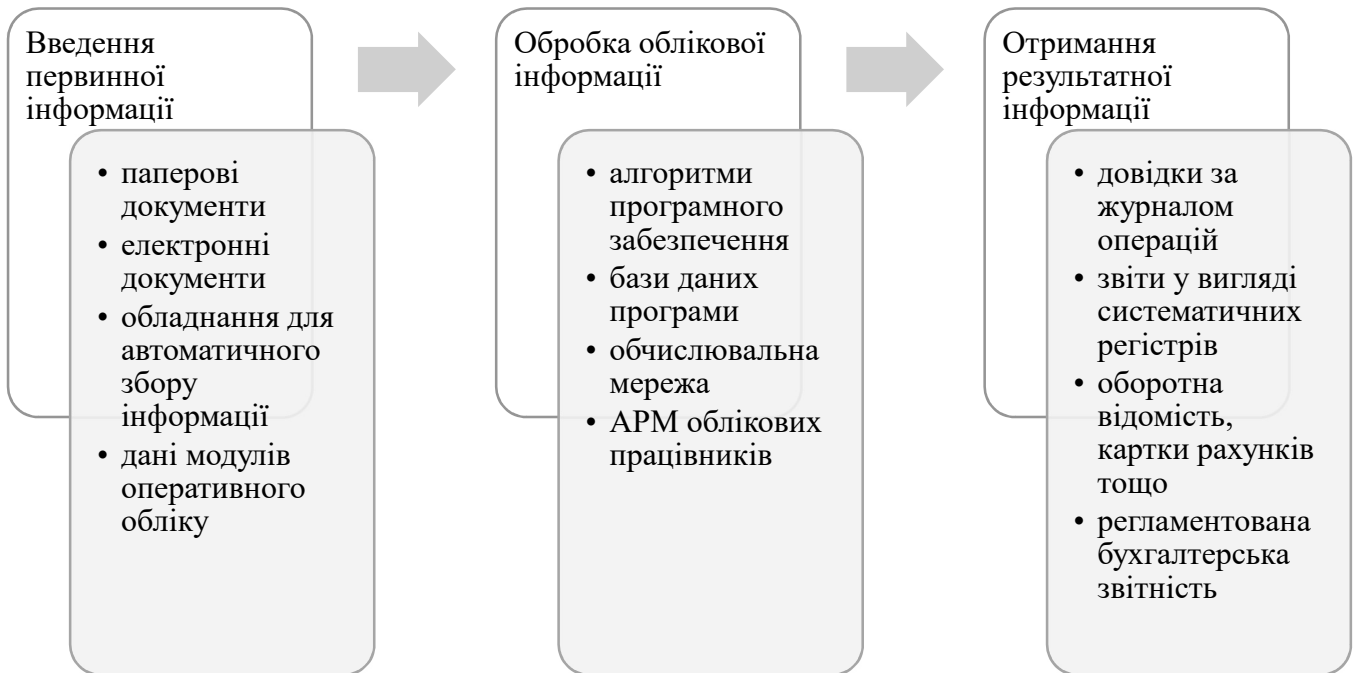 Введення
первинної
інформації
• паперові
документи
• електронні
документи
• обладнання для
автоматичного
збору
інформації
• дані модулів
оперативного
обліку
Обробка облікової
інформації
• алгоритми
програмного
забезпечення
• бази даних
програми
• обчислювальна
мережа
• АРМ облікових
працівників
Отримання
результатної
інформації
• довідки за
журналом
операцій
• звіти у вигляді
систематичних
регістрів
• оборотна
відомість,
картки рахунків
тощо
• регламентована
бухгалтерська
звітність